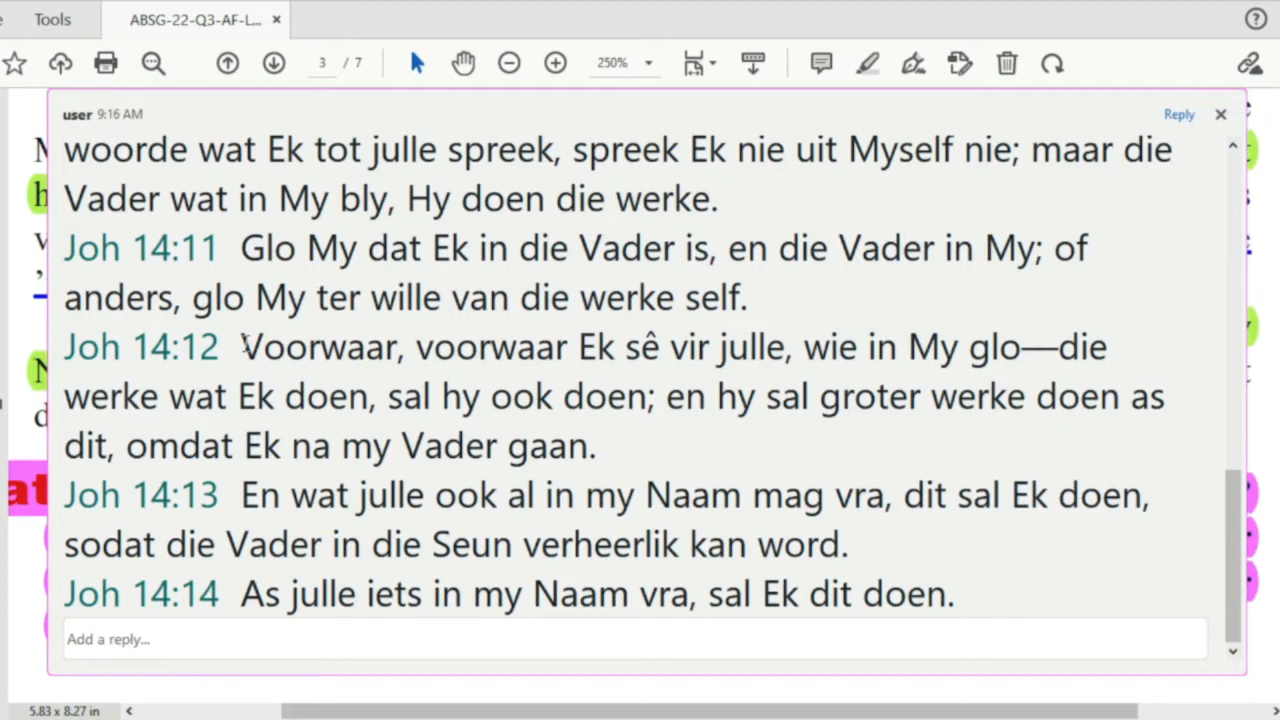 Tools
ABSG-22-Q3-AF-L... ×
3 / 7
250%
user 9:16 AM
Reply
woorde wat Ek tot julle spreek, spreek Ek nie uit Myself nie; maar die
Vader wat in My bly, Hy doen die werke.
Joh 14:11 Glo My dat Ek in die Vader is, en die Vader in My; of
anders, glo My ter wille van die werke self.
Joh 14:12 Voorwaar, voorwaar Ek sê vir julle, wie in My glo—die
werke wat Ek doen, sal hy ook doen; en hy sal groter werke doen as
dit, omdat Ek na my Vader gaan.
Joh 14:13 En wat julle ook al in my Naam mag vra, dit sal Ek doen,
sodat die Vader in die Seun verheerlik kan word.
Joh 14:14 As julle iets in my Naam vra, sal Ek dit doen.
Add a reply...
5.83 x 8.27 in